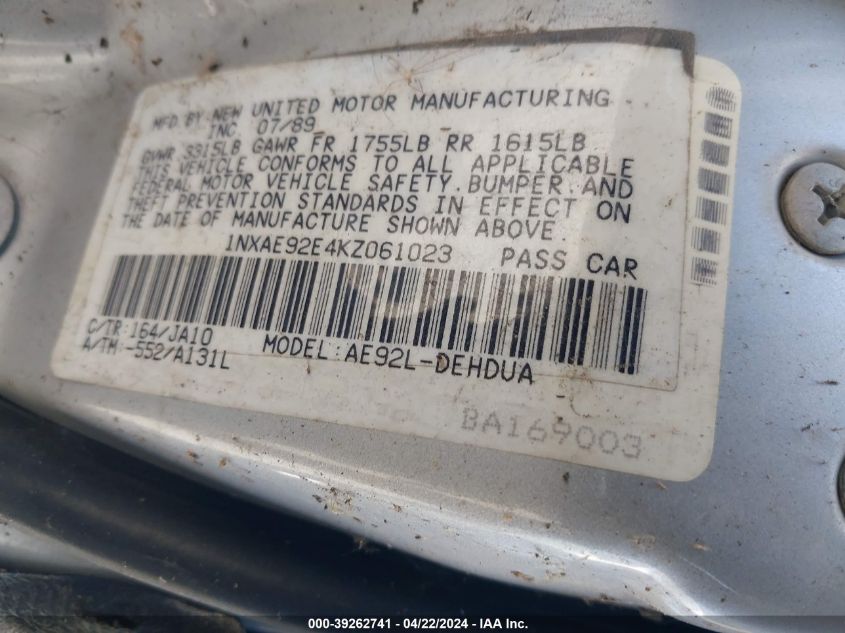 MFD.BY:NEW UNITED MOTOR MANUFACTURING
INC. 07/89
GVWR 3315LB GAWR FR 1755LB RR 1615LB
THIS VEHICLE CONFORMS TO ALL APPLICABLE
FEDERAL MOTOR VEHICLE SAFETY,BUMPER,AND
THEFT PREVENTION STANDARDS IN EFFECT ON
THE DATE OF MANUFACTURE SHOWN ABOVE.
1NXAE92E4KZ061023 PASS CAR
C/TR:164/JA10
A/TM:-552/A131L MODEL:AE92L-DEHDUA
BA169003
000-39262741 / 04/22/2024 - IAA Inc.